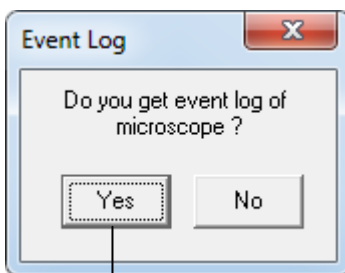 Event Log
Do you get event log of
microscope ?
Yes
No